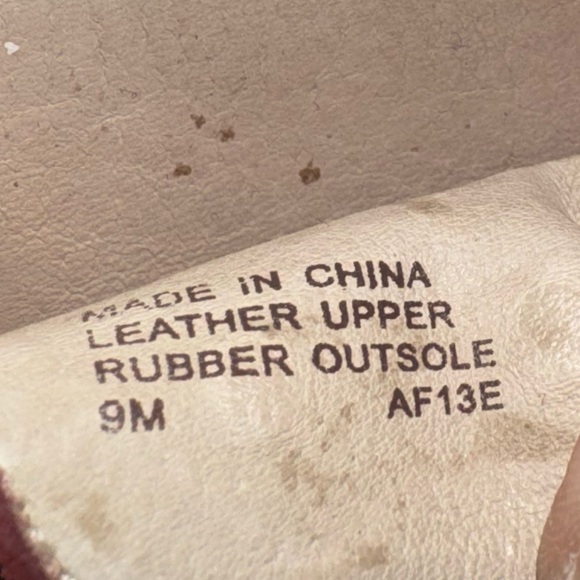 MADE IN CHINA
LEATHER UPPER
RUBBER OUTSOLE
9M AF13E